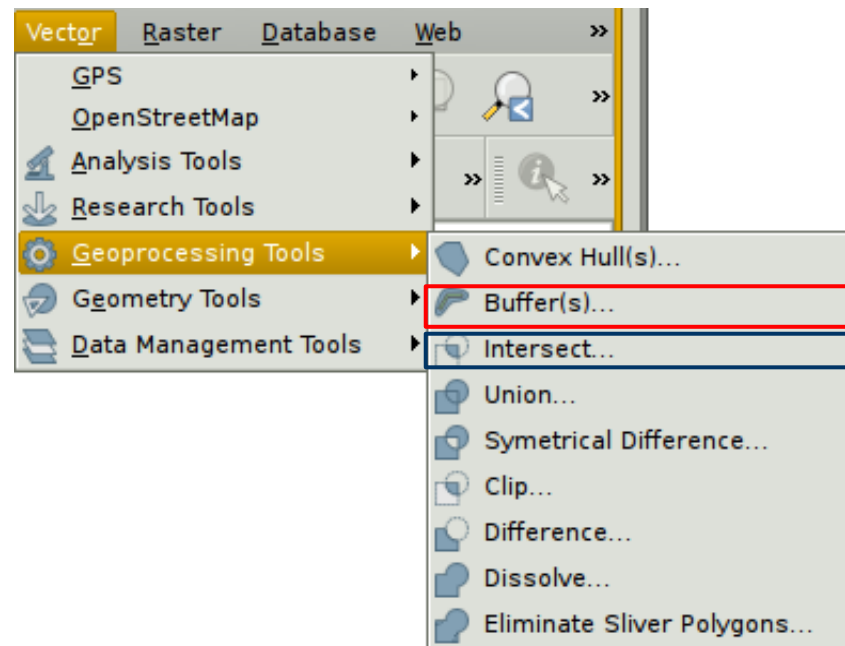 Vector Raster Database Web »
GPS
OpenStreetMap
»
Analysis Tools
» »
Research Tools
Geoprocessing Tools
Convex Hull(s)...
Geometry Tools
Buffer(s)...
Data Management Tools
Intersect...
Union...
Symetrical Difference...
Clip...
Difference...
Dissolve...
Eliminate Sliver Polygons...